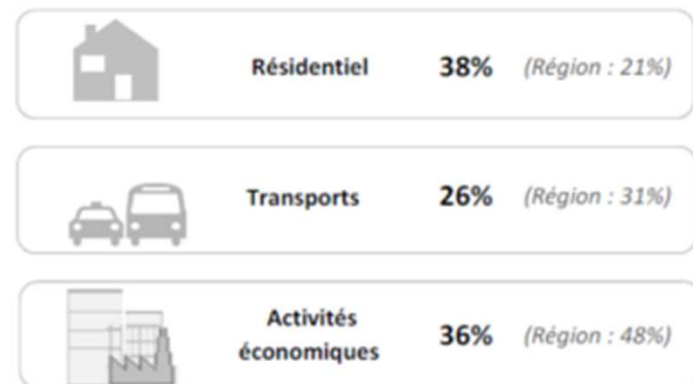 Résidentiel 38% (Région : 21%)
Transports 26% (Région : 31%)
Activités
économiques 36% (Région : 48%)